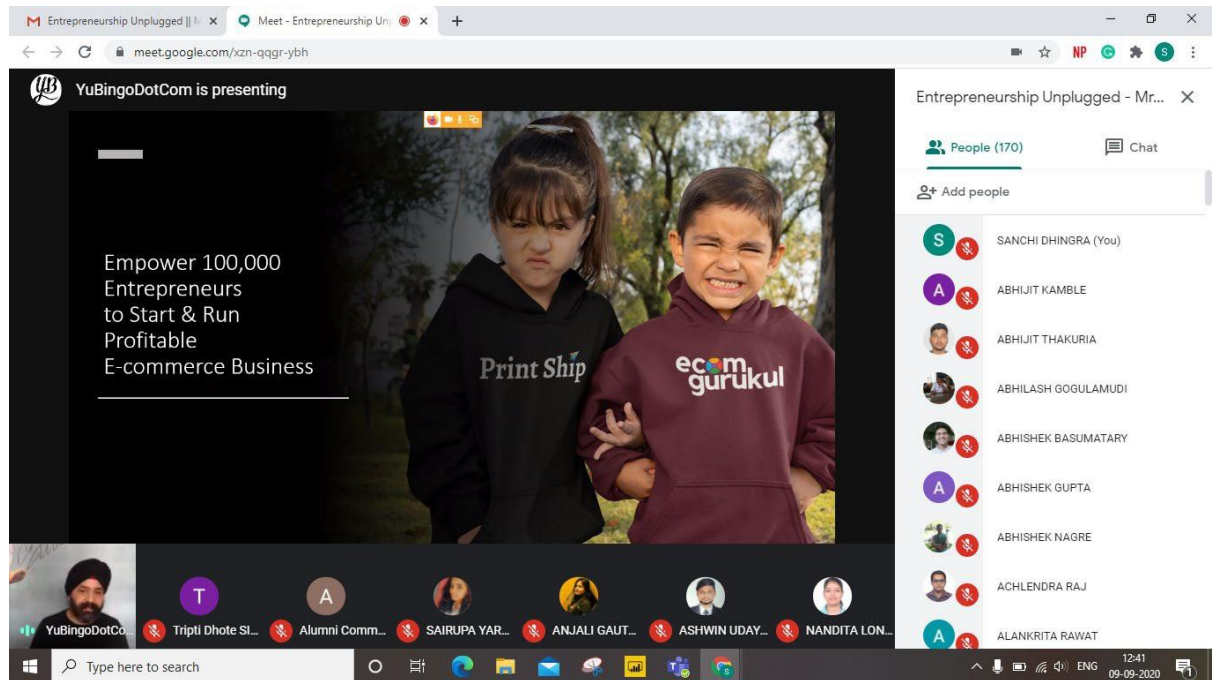 Entrepreneurship Unplugged ||
Meet - Entrepreneurship Unp
meet.google.com/xzn-qqgr-ybh
NP
S
YB
YuBingoDotCom is presenting
Empower 100,000
Entrepreneurs
to Start & Run
Profitable
E-commerce Business
Print Ship
ecom
gurukul
YuBingoDotCo...
T
Tripti Dhote SI...
A
Alumni Comm...
SAIRUPA YAR...
ANJALI GAUT...
ASHWIN UDAY...
NANDITA LON...
Entrepreneurship Unplugged - Mr...
People (170)
Chat
Add people
S
SANCHI DHINGRA (You)
A
ABHIJIT KAMBLE
ABHIJIT THAKURIA
ABHILASH GOGULAMUDI
ABHISHEK BASUMATARY
A
ABHISHEK GUPTA
ABHISHEK NAGRE
ACHLENDRA RAJ
A
ALANKRITA RAWAT
Type here to search
ENG
12:41
09-09-2020